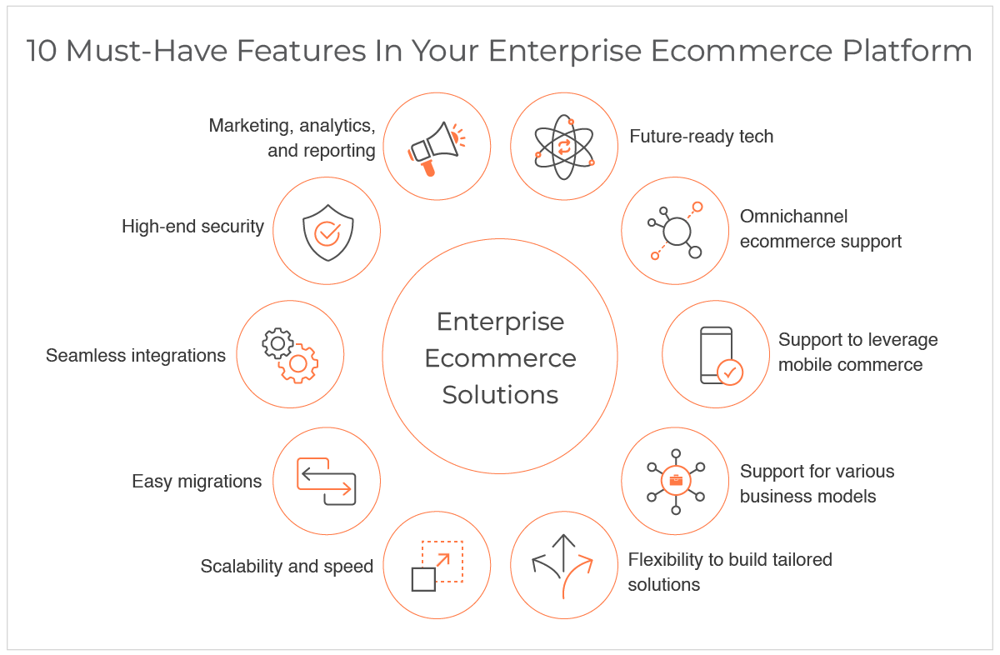 10 Must-Have Features In Your Enterprise Ecommerce Platform
Marketing, analytics,
and reporting
Future-ready tech
High-end security
Omnichannel
ecommerce support
Enterprise
Ecommerce
Solutions
Seamless integrations
Support to leverage
mobile commerce
Easy migrations
Support for various
business models
Scalability and speed
Flexibility to build tailored
solutions